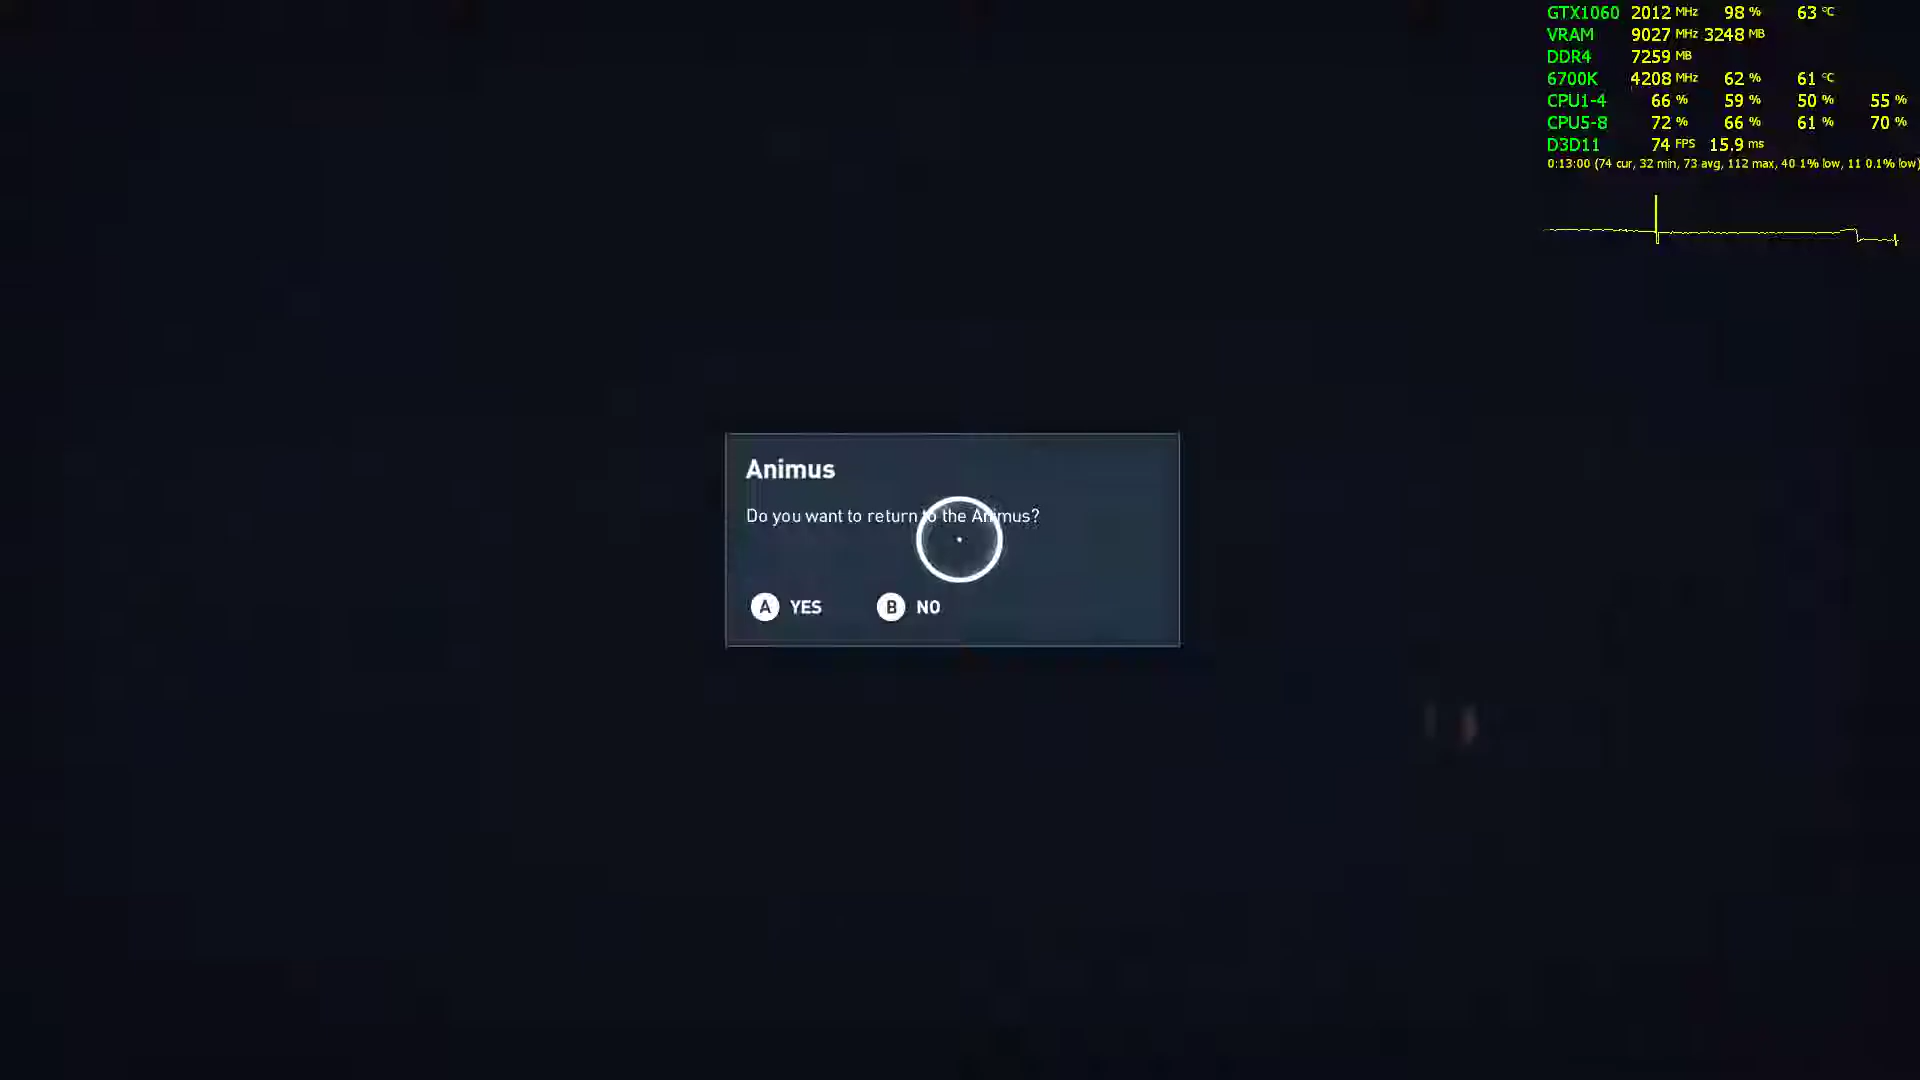 GTX1060 2012 MHz 98 % 63 °C
VRAM 9027 MHz 3248 MB
DDR4 7259 MB
6700K 4208 MHz 62 % 61 °C
CPU1-4 66 % 59 % 50 % 55 %
CPU5-8 72 % 66 % 61 % 70 %
D3D11 74 FPS 15.9 ms
0:13:00 (74 cur, 32 min, 73 avg, 112 max, 40 1% low, 11 0.1% low)
Animus
Do you want to return to the Animus?
A YES B NO